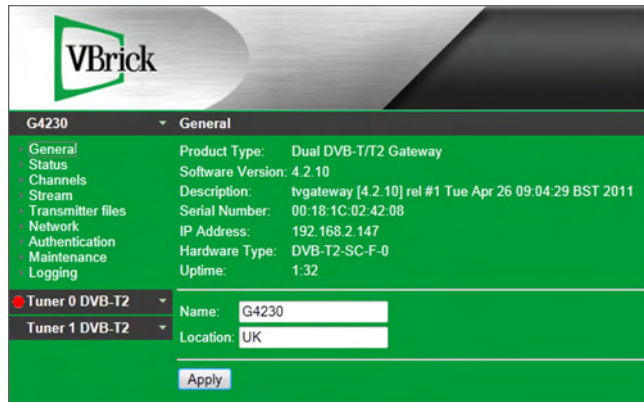 VBrick
G4230
General
General
Status
Channels
Stream
Transmitter files
Network
Authentication
Maintenance
Logging
Tuner 0 DVB-T2
Tuner 1 DVB-T2
Product Type: Dual DVB-T/T2 Gateway
Software Version: 4.2.10
Description: tvgateway [4.2.10] rel #1 Tue Apr 26 09:04:29 BST 2011
Serial Number: 00:18:1C:02:42:08
IP Address: 192.168.2.147
Hardware Type: DVB-T2-SC-F-0
Uptime: 1:32
Name: G4230
Location: UK
Apply